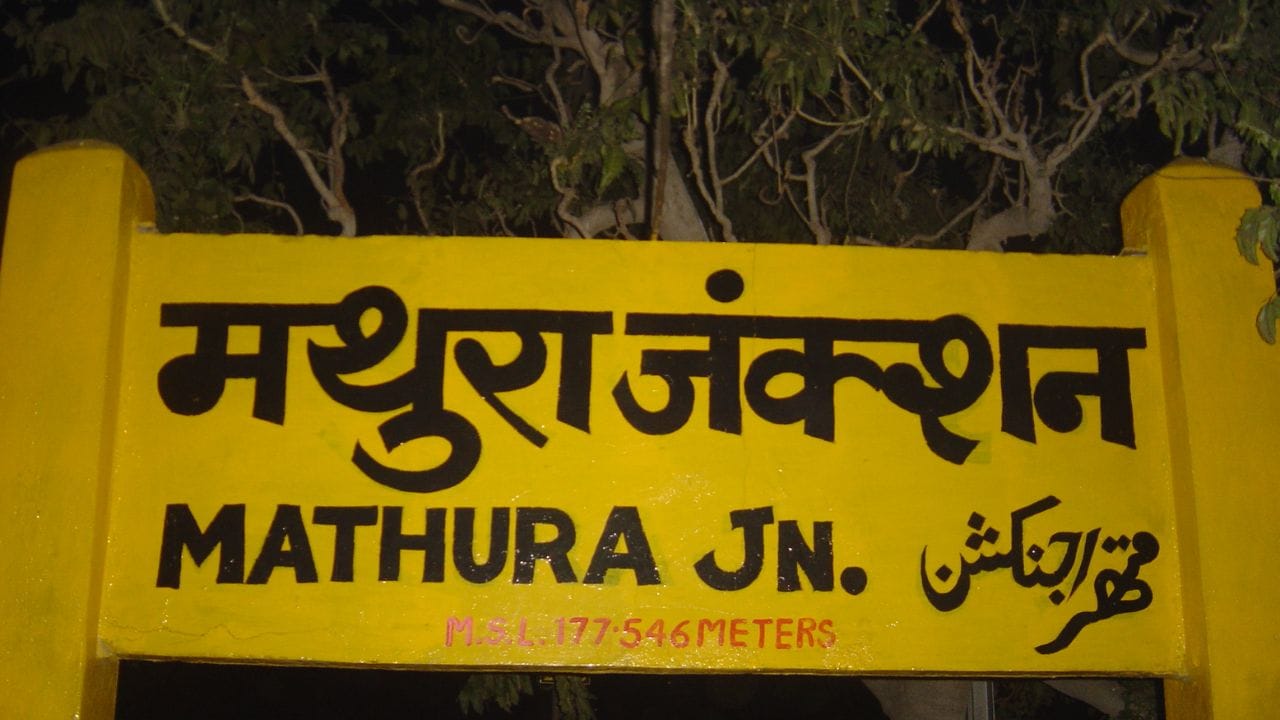 मथुरा जंक्शन
MATHURA JN. متھرا جنکشن
M.S.L. 177.546 METERS